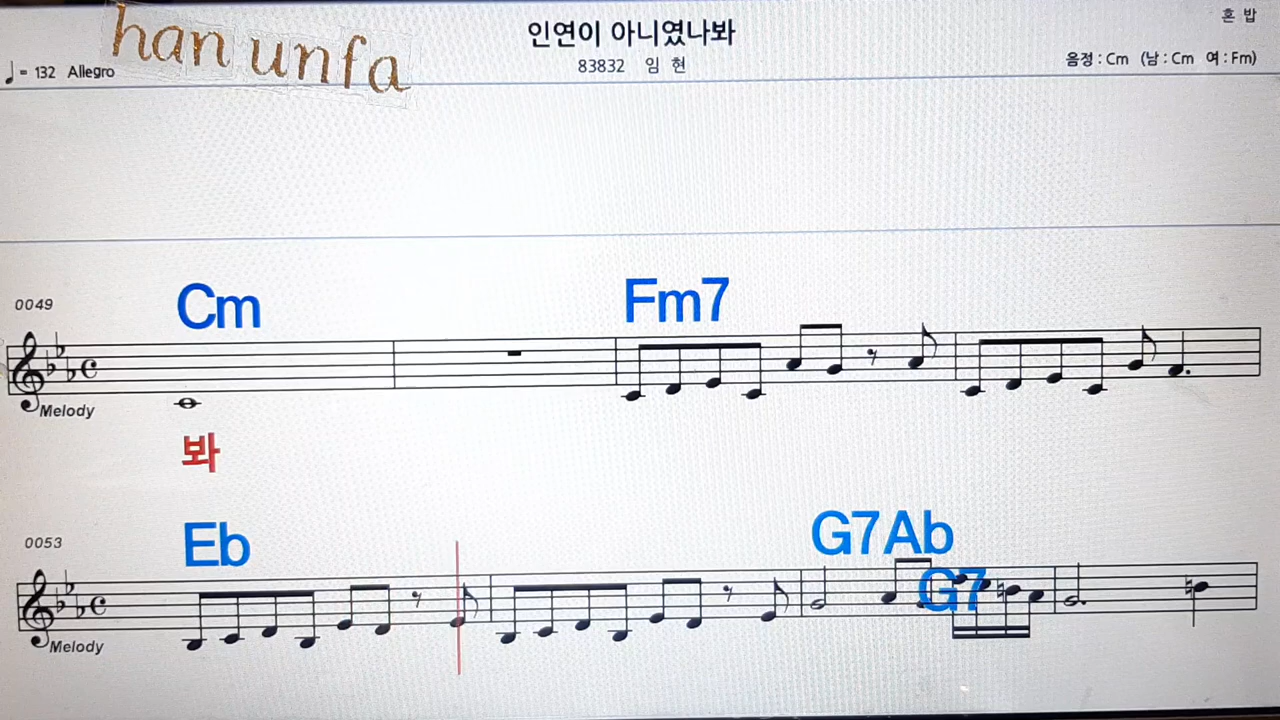 han unfa
인연이 아니였나봐
혼 밥
♩= 132 Allegro
83832 임 현
음정 : Cm (남 : Cm 여 : Fm)
0049
Cm
Fm7
Melody
봐
0053
Eb
G7Ab
G7
Melody